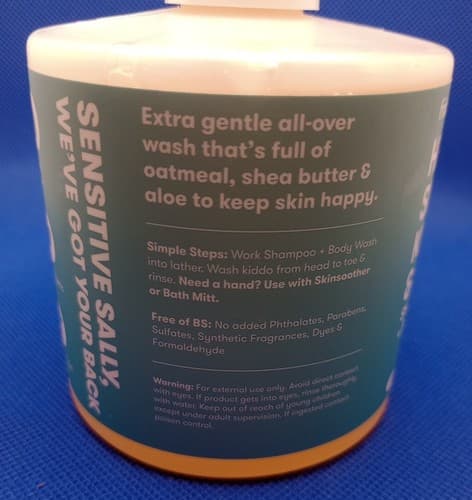 SENSITIVE SALLY,
WE'VE GOT YOUR BACK
Extra gentle all-over
wash that's full of
oatmeal, shea butter &
aloe to keep skin happy.
Simple Steps: Work Shampoo + Body Wash
into lather. Wash kiddo from head to toe &
rinse. Need a hand? Use with Skinsoother
or Bath Mitt.
Free of BS: No added Phthalates, Parabens,
Sulfates, Synthetic Fragrances, Dyes &
Formaldehyde
Warning: For external use only. Avoid direct contact
with eyes. If product gets into eyes, rinse thoroughly
with water. Keep out of reach of young children
except under adult supervision. If ingested contact
poison control.